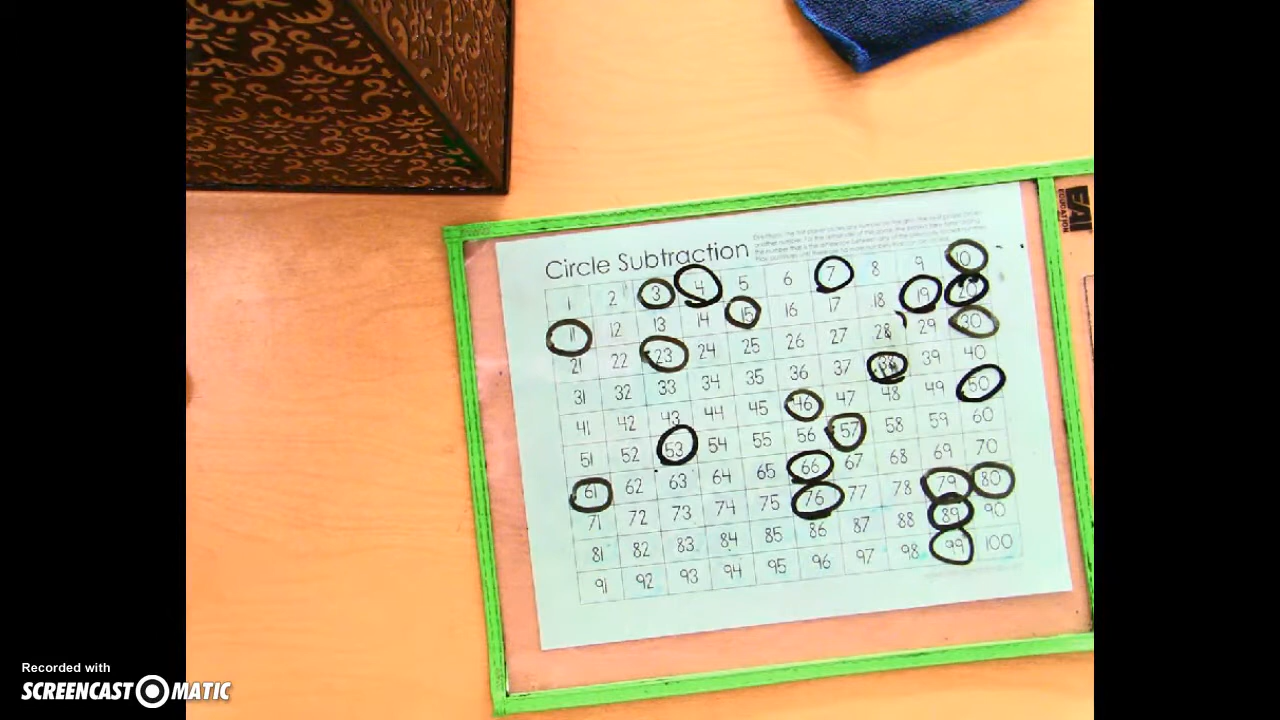 Circle Subtraction
1 2 3 4 5 6 7 8 9 10
11 12 13 14 15 16 17 18 19 20
21 22 23 24 25 26 27 28 29 30
31 32 33 34 35 36 37 38 39 40
41 42 43 44 45 46 47 48 49 50
51 52 53 54 55 56 57 58 59 60
61 62 63 64 65 66 67 68 69 70
71 72 73 74 75 76 77 78 79 80
81 82 83 84 85 86 87 88 89 90
91 92 93 94 95 96 97 98 99 100
EAI
EDUCATION
Recorded with
SCREENCAST-O-MATIC